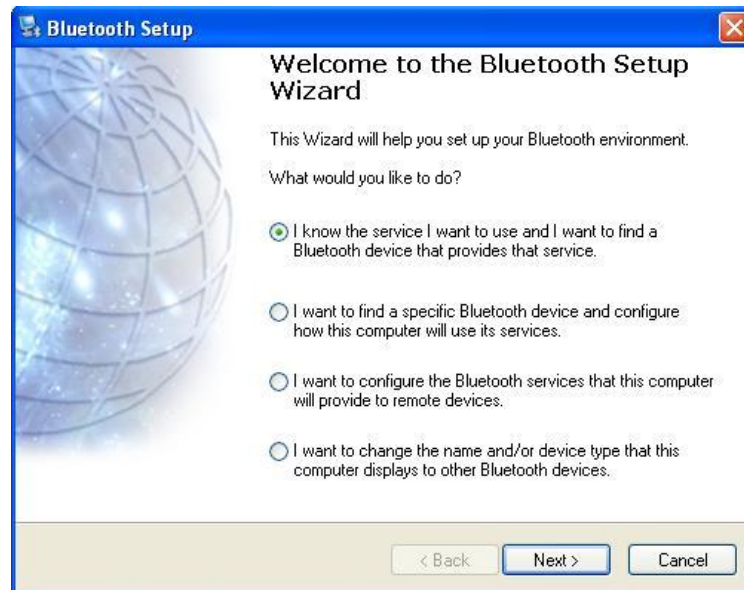 Bluetooth Setup
Welcome to the Bluetooth Setup
Wizard
This Wizard will help you set up your Bluetooth environment.
What would you like to do?
I know the service I want to use and I want to find a
Bluetooth device that provides that service.
I want to find a specific Bluetooth device and configure
how this computer will use its services.
I want to configure the Bluetooth services that this computer
will provide to remote devices.
I want to change the name and/or device type that this
computer displays to other Bluetooth devices.
< Back Next > Cancel